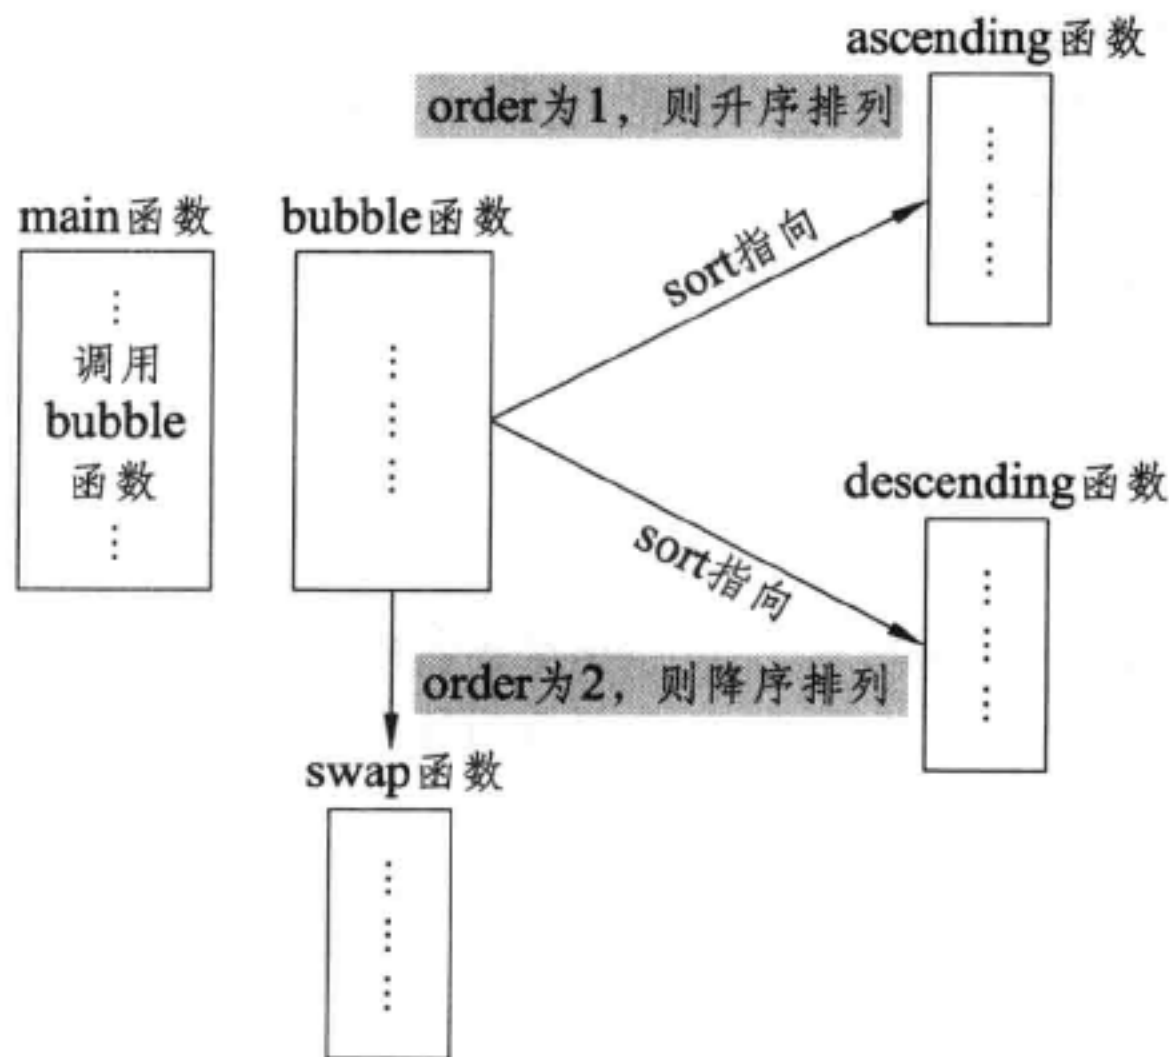 ascending函数
order为1，则升序排列
⋮ ⋮ ⋮
main函数
bubble函数
sort指向
⋮
调用
bubble
函数
⋮
⋮ ⋮ ⋮
descending函数
sort指向
⋮ ⋮ ⋮
order为2，则降序排列
swap函数
⋮ ⋮ ⋮